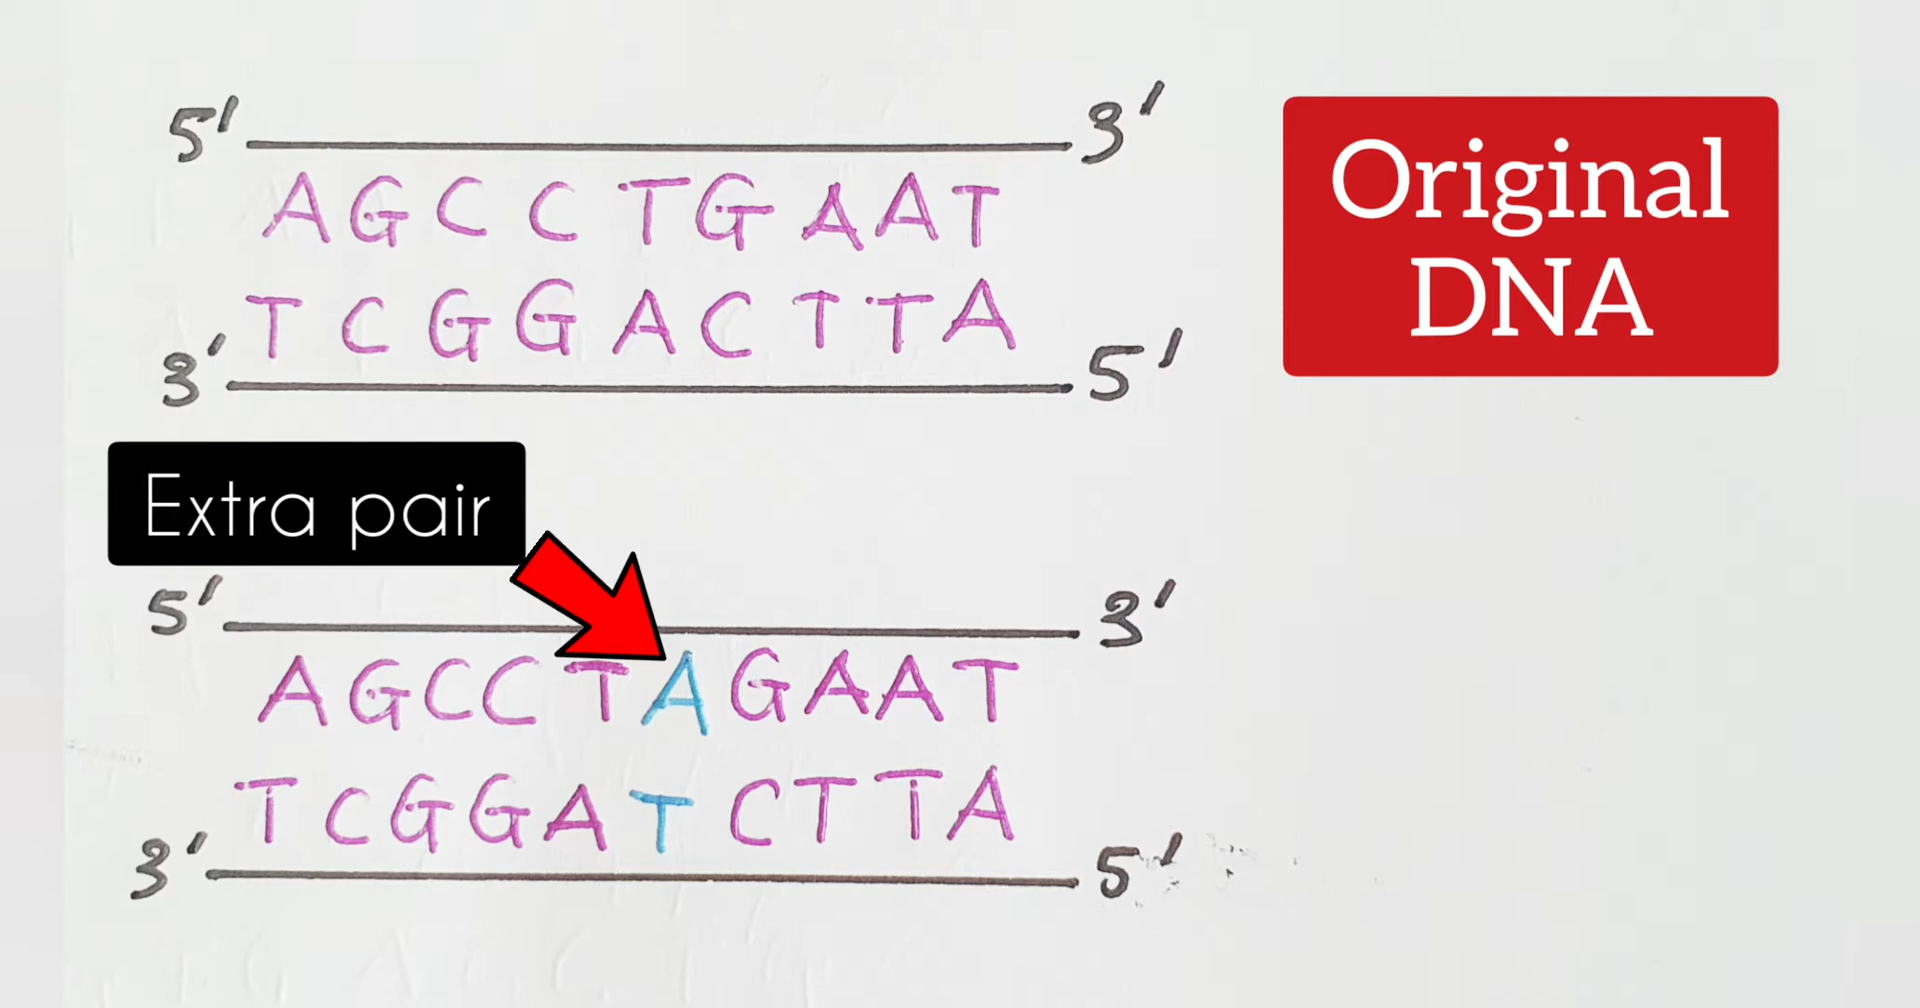 5' 3'
AGCCTGAAT
TCGGACTTA
3' 5'
Original
DNA
Extra pair
5' 3'
AGCCTAGAAT
TCGGATCTTA
3' 5'